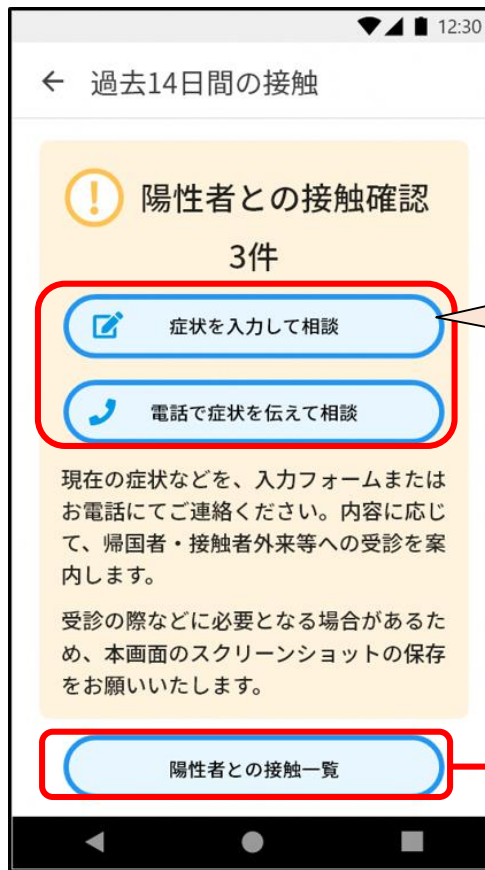 12:30
← 過去14日間の接触
陽性者との接触確認
3件
症状を入力して相談
電話で症状を伝えて相談
現在の症状などを、入力フォームまたは
お電話にてご連絡ください。内容に応じ
て、帰国者・接触者外来等への受診を案
内します。
受診の際などに必要となる場合があるた
め、本画面のスクリーンショットの保存
をお願いいたします。
陽性者との接触一覧